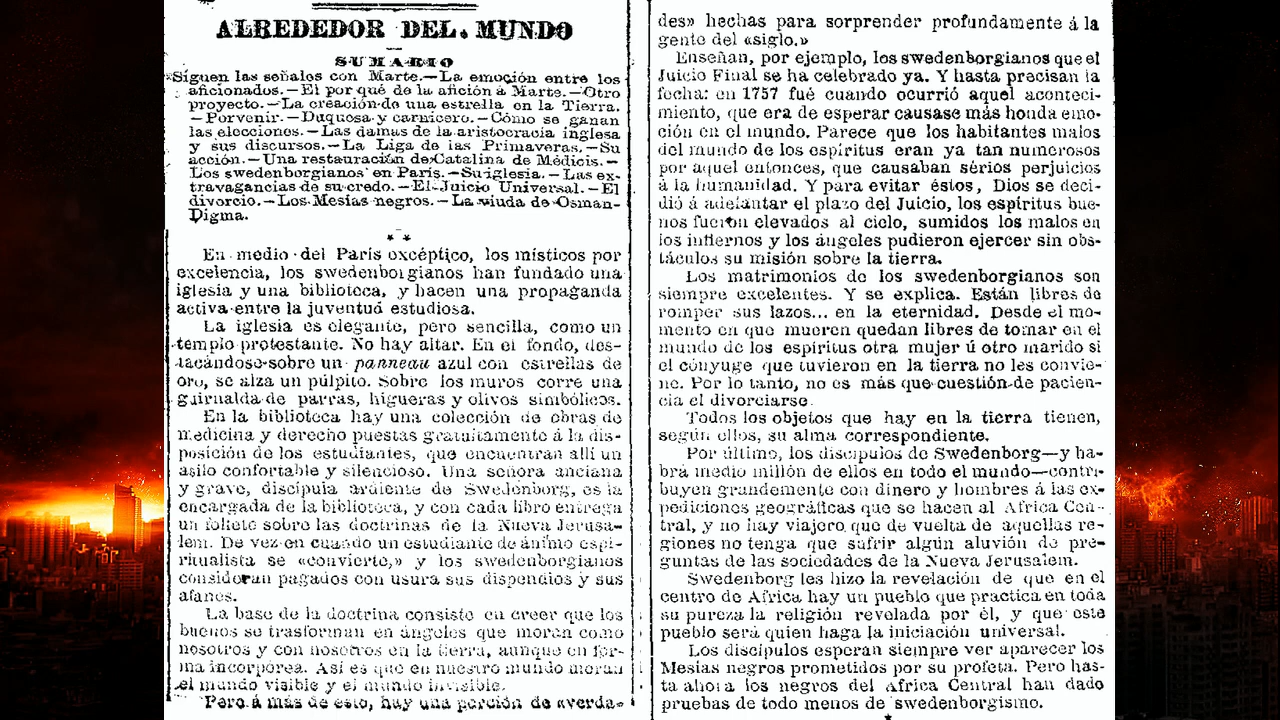 ALREDEDOR DEL MUNDO
SUMARIO
Siguen las señales con Marte.—La emoción entre los
aficionados.—El por qué de la afición á Marte.—Otro
proyecto.—La creación de una estrella en la Tierra.
—Porvenir.—Duquesa y carnicero.—Cómo se ganan
las elecciones.—Las damas de la aristocracia inglesa
y sus discursos.—La Liga de las Primaveras.—Su
acción.—Una restauración de Catalina de Médicis.—
Los swedenborgianos en París.—Su iglesia.—Las ex-
travagancias de su credo.—El Juicio Universal.—El
divorcio.—Los Mesías negros.—La viuda de Osman-
Digma.
* *
En medio del París excéptico, los místicos por
excelencia, los swedenborgianos han fundado una
iglesia y una biblioteca, y hacen una propaganda
activa entre la juventud estudiosa.
La iglesia es elegante, pero sencilla, como un
templo protestante. No hay altar. En el fondo, des-
tacándose sobre un panneau azul con estrellas de
oro, se alza un púlpito. Sobre los muros corre una
guirnalda de parras, higueras y olivos simbólicos.
En la biblioteca hay una colección de obras de
medicina y derecho puestas gratuitamente á la dis-
posición de los estudiantes, que encuentran allí un
asilo confortable y silencioso. Una señora anciana
y grave, discípula ardiente de Swedenborg, es la
encargada de la biblioteca, y con cada libro entrega
un folleto sobre las doctrinas de la Nueva Jerusa-
lem. De vez en cuando un estudiante de ánimo espi-
ritualista se «convierte,» y los swedenborgianos
consideran pagados con usura sus dispendios y sus
afanes.
La base de la doctrina consiste en creer que los
buenos se trasforman en ángeles que moran como
nosotros y con nosotros en la tierra, aunque en for-
ma incorpórea. Así es que en nuestro mundo moran
el mundo visible y el mundo invisible.
Pero á más de esto, hay una porción de «verda-
des» hechas para sorprender profundamente á la
gente del «siglo.»
Enseñan, por ejemplo, los swedenborgianos que el
Juicio Final se ha celebrado ya. Y hasta precisan la
fecha: en 1757 fué cuando ocurrió aquel aconteci-
miento, que era de esperar causase más honda emo-
ción en el mundo. Parece que los habitantes malos
del mundo de los espíritus eran ya tan numerosos
por aquel entonces, que causaban sérios perjuicios
á la humanidad. Y para evitar éstos, Dios se deci-
dió á adelantar el plazo del Juicio, los espíritus bue-
nos fueron elevados al cielo, sumidos los malos en
los infiernos y los ángeles pudieron ejercer sin obs-
táculos su misión sobre la tierra.
Los matrimonios de los swedenborgianos son
siempre excelentes. Y se explica. Están libres de
romper sus lazos... en la eternidad. Desde el mo-
mento en que mueren quedan libres de tomar en el
mundo de los espíritus otra mujer ú otro marido si
el cónyuge que tuvieron en la tierra no les convie-
ne. Por lo tanto, no es más que cuestión de pacien-
cia el divorciarse.
Todos los objetos que hay en la tierra tienen,
según ellos, su alma correspondiente.
Por último, los discípulos de Swedenborg—y ha-
brá medio millón de ellos en todo el mundo—contri-
buyen grandemente con dinero y hombres á las ex-
pediciones geográficas que se hacen al Africa Cen-
tral, y no hay viajero que de vuelta de aquellas re-
giones no tenga que sufrir algún aluvión de pre-
guntas de las sociedades de la Nueva Jerusalem.
Swedenborg les hizo la revelación de que en el
centro de Africa hay un pueblo que practica en toda
su pureza la religión revelada por él, y que este
pueblo será quien haga la iniciación universal.
Los discípulos esperan siempre ver aparecer los
Mesías negros prometidos por su profeta. Pero has-
ta ahora los negros del Africa Central han dado
pruebas de todo menos de swedenborgismo.